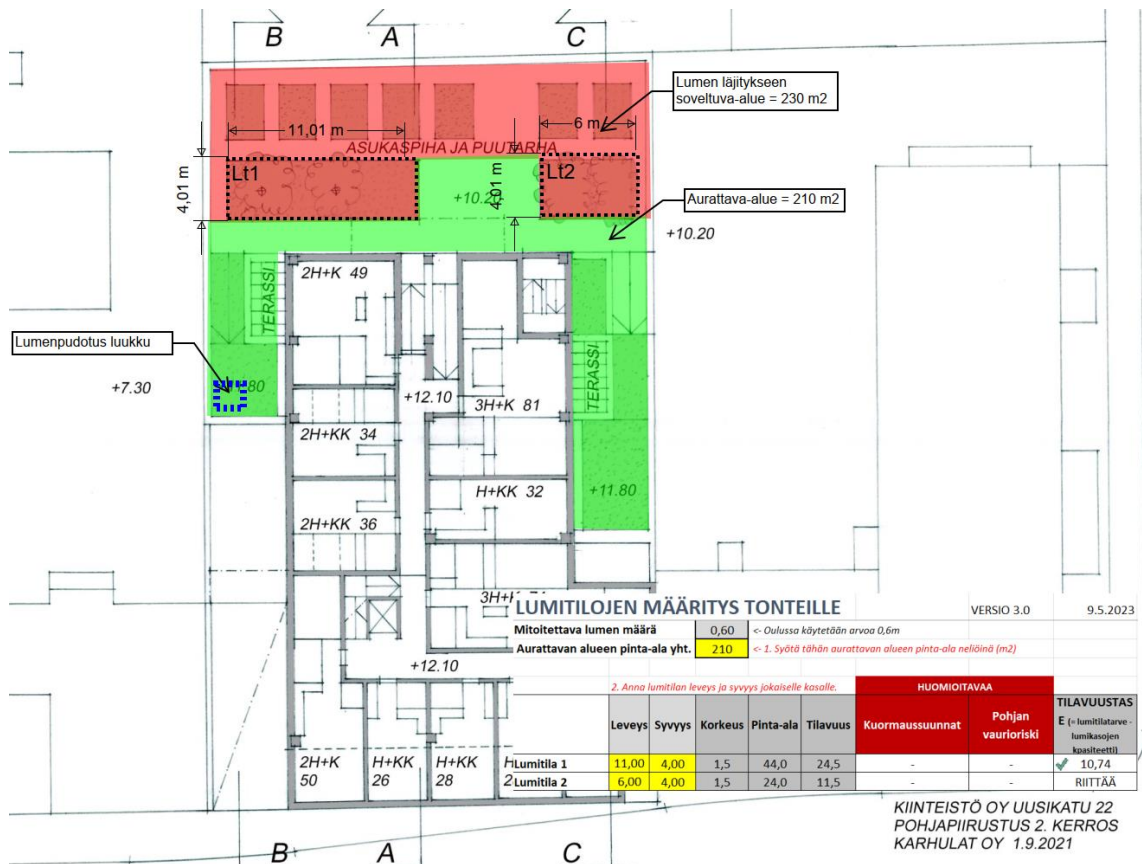 B
A
C
Lumen läjitykseen
soveltuva-alue = 230 m2
11,01 m
6 m
ASUKASPIHA JA PUUTARHA
Lt1
Lt2
4,01 m
4,01 m
+10.20
Aurattava-alue = 210 m2
+10.20
2H+K 49
TERASSI
Lumenpudotus luukku
+7.30
+12.10
3H+K 81
TERASSI
2H+KK 34
H+KK 32
+11.80
2H+KK 36
+12.10
2H+K
50
H+KK
26
H+KK
28
LUMITILOJEN MÄÄRITYS TONTEILLE
VERSIO 3.0
9.5.2023
Mitoitettava lumen määrä
0,60
<- Oulussa käytetään arvoa 0,6m
Aurattavan alueen pinta-ala yht.
210
<- 1. Syötä tähän aurattavan alueen pinta-ala neliöinä (m2)
2. Anna lumitilan leveys ja syvyys jokaiselle kasalle.
HUOMIOITAVAA
Leveys Syvyys Korkeus Pinta-ala Tilavuus Kuormaussuunnat
Pohjan
vaurioriski
TILAVUUSTAS
E (= lumitilatarve -
lumikasojen
kpasiteetti)
Lumitila 1 11,00 4,00 1,5 44,0 24,5 - - 10,74
Lumitila 2 6,00 4,00 1,5 24,0 11,5 - - RIITTÄÄ
KIINTEISTÖ OY UUSIKATU 22
POHJAPIIRUSTUS 2. KERROS
KARHULAT OY 1.9.2021
B
A
C